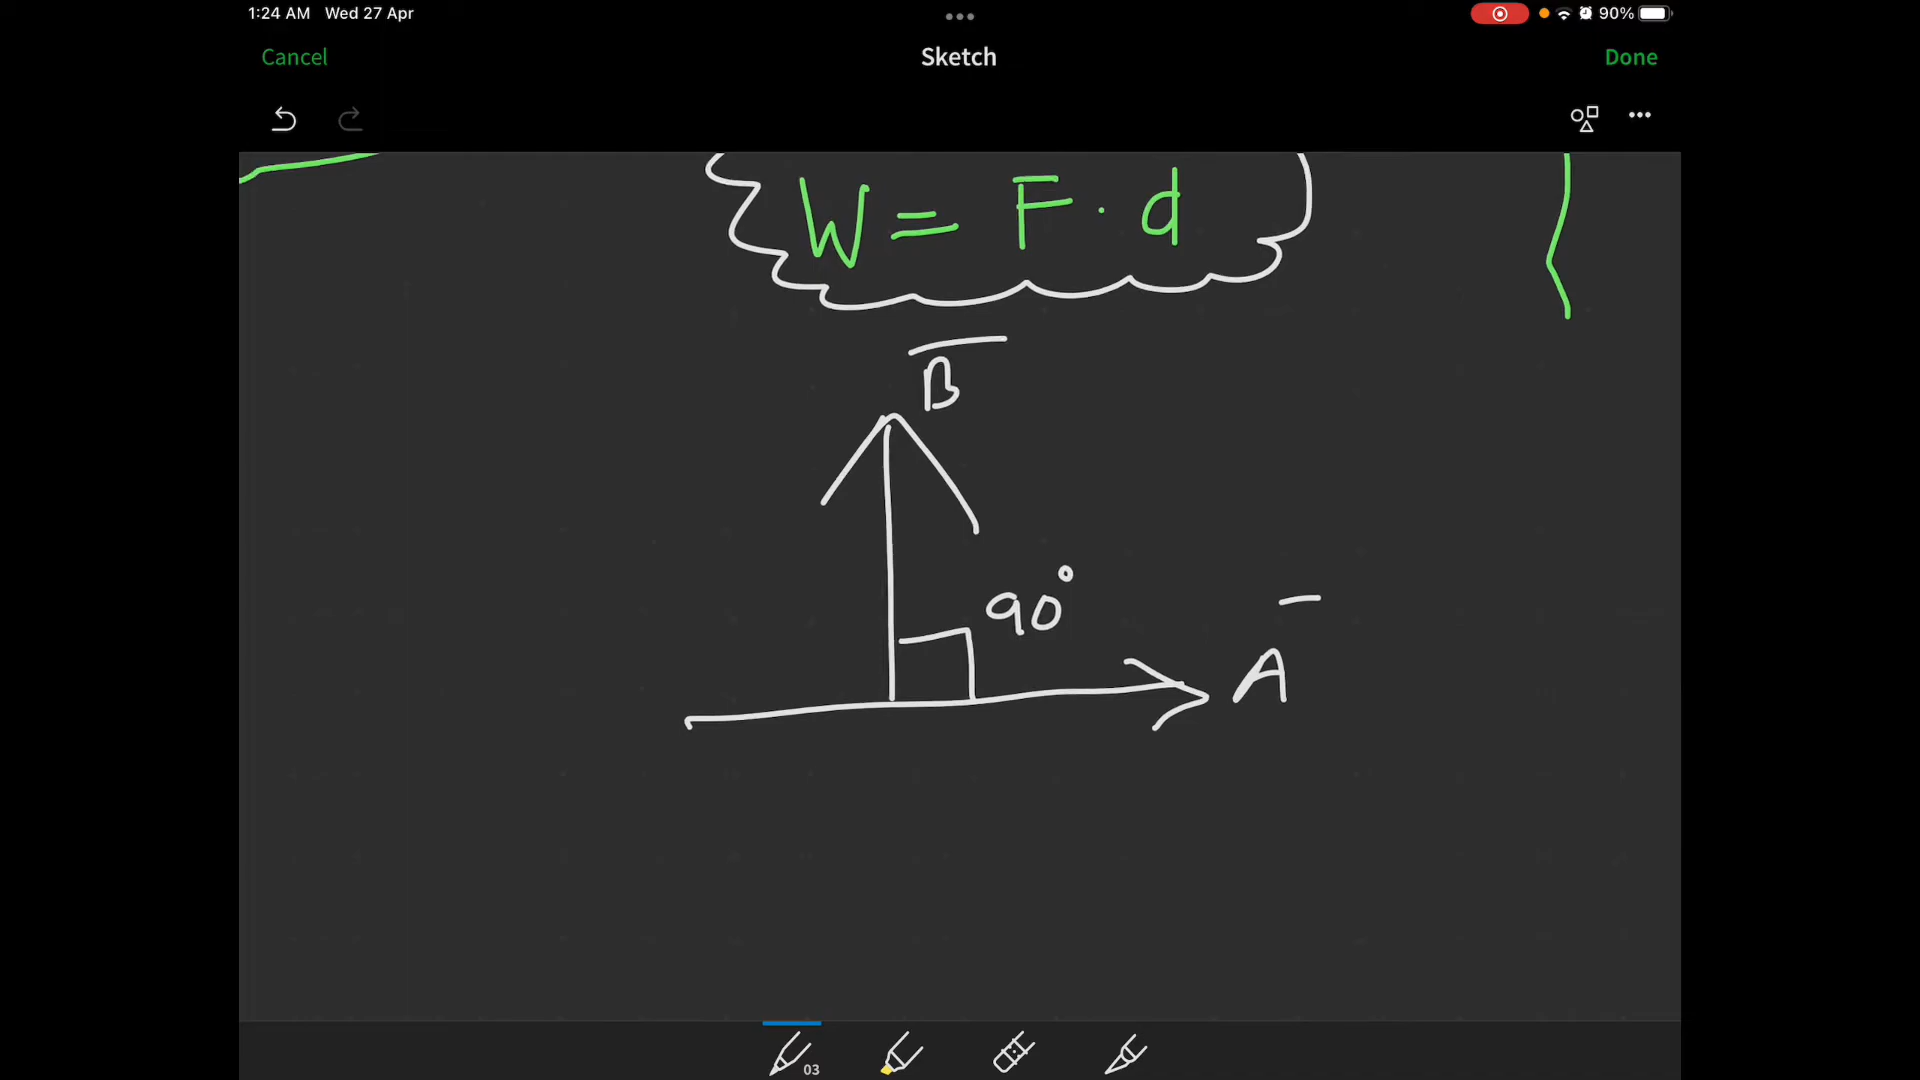 1:24 AM Wed 27 Apr
90%
Cancel
Sketch
Done
W = F · d
B
90°
A
03